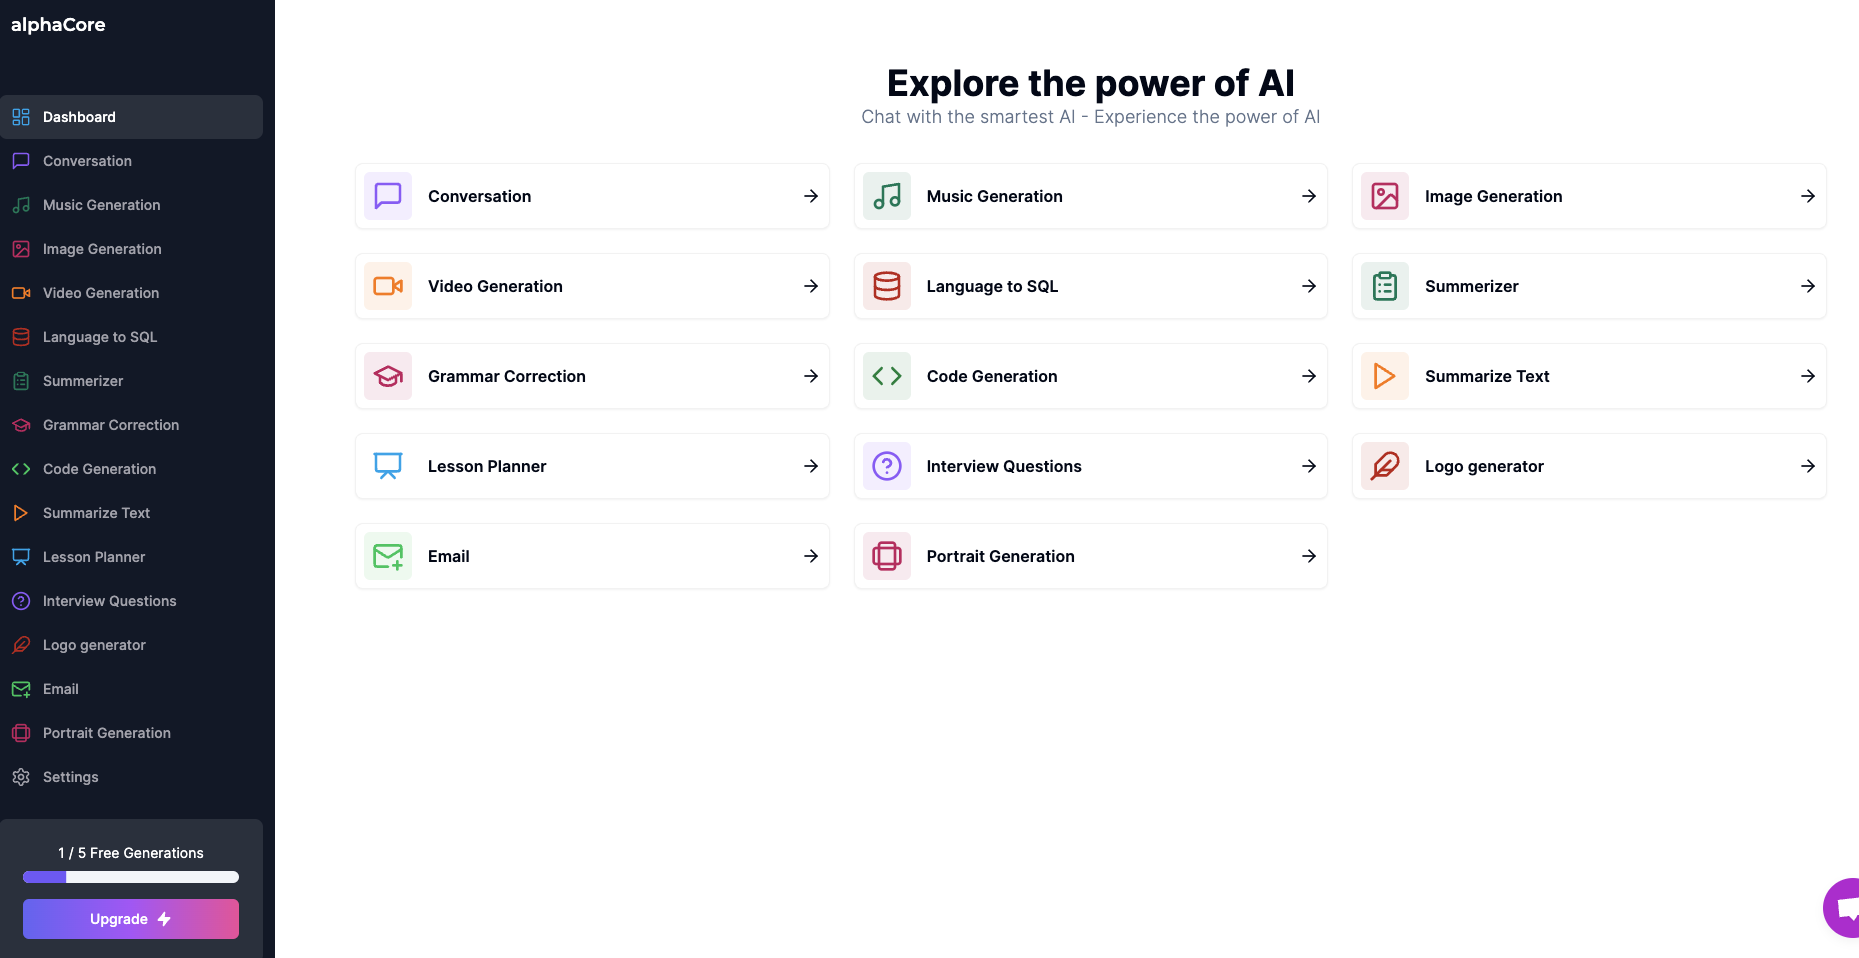 alphaCore
Dashboard
Conversation
Music Generation
Image Generation
Video Generation
Language to SQL
Summerizer
Grammar Correction
Code Generation
Summarize Text
Lesson Planner
Interview Questions
Logo generator
Email
Portrait Generation
Settings
1 / 5 Free Generations
Upgrade
Explore the power of AI
Chat with the smartest AI - Experience the power of AI
Conversation
Music Generation
Image Generation
Video Generation
Language to SQL
Summerizer
Grammar Correction
Code Generation
Summarize Text
Lesson Planner
Interview Questions
Logo generator
Email
Portrait Generation